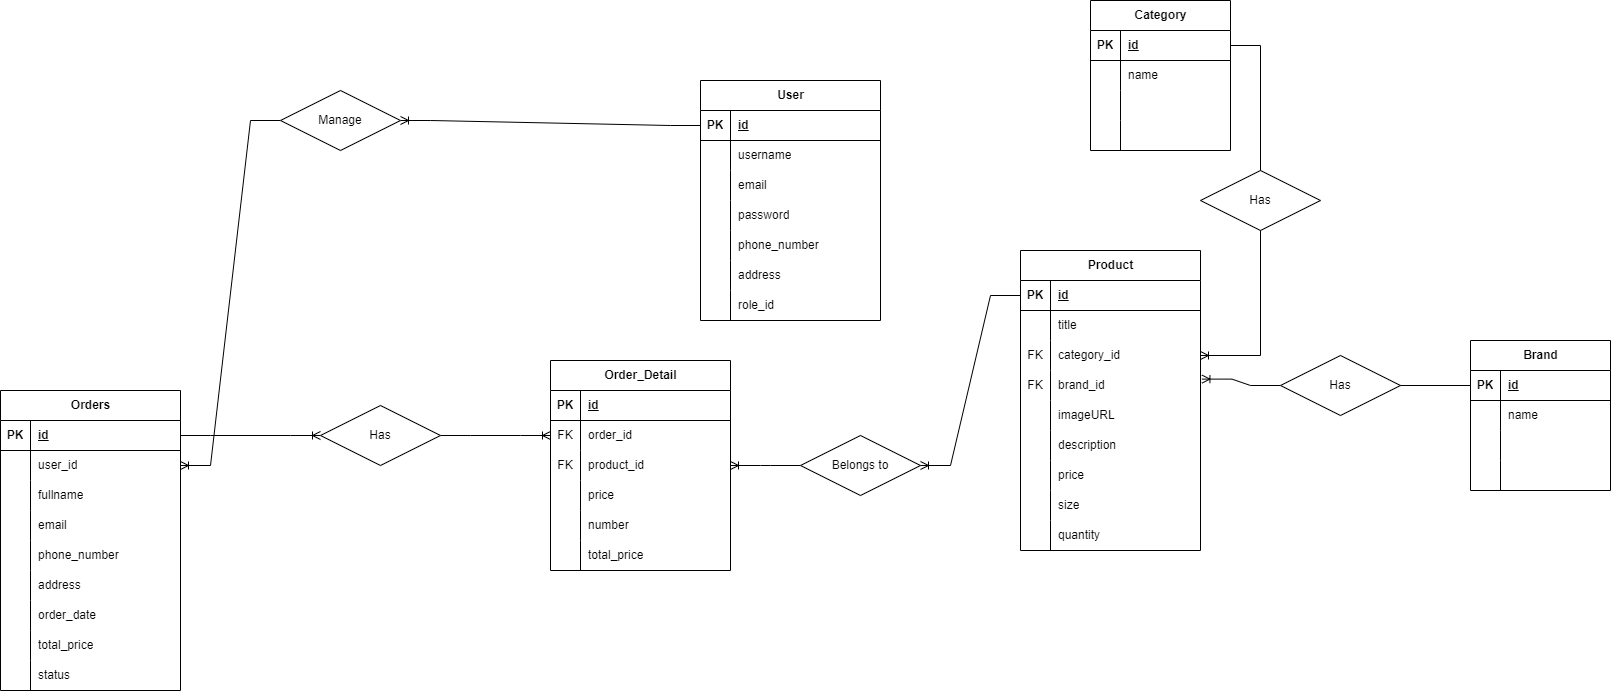 Category
PK id
name
Manage
User
PK id
username
email
password
phone_number
address
role_id
Has
Product
PK id
title
FK category_id
FK brand_id
imageURL
description
price
size
quantity
Has
Brand
PK id
name
Order_Detail
PK id
FK order_id
FK product_id
price
number
total_price
Belongs to
Has
Orders
PK id
user_id
fullname
email
phone_number
address
order_date
total_price
status